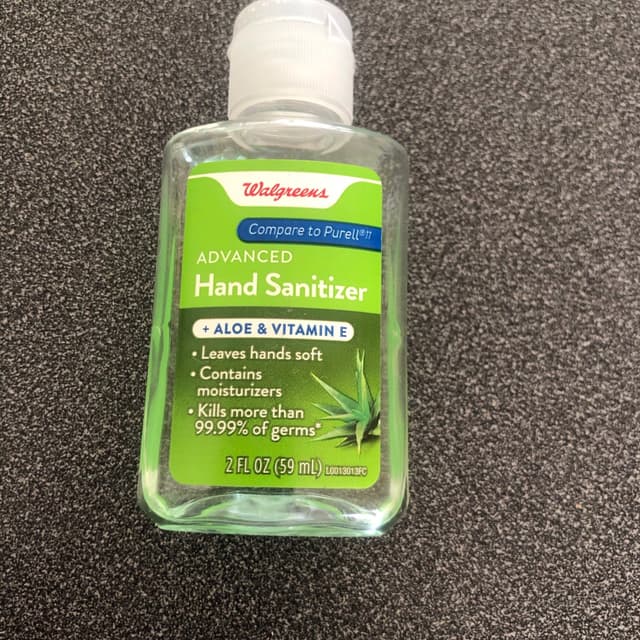 Walgreens
Compare to Purell®††
ADVANCED
Hand Sanitizer
+ ALOE & VITAMIN E
• Leaves hands soft
• Contains
moisturizers
• Kills more than
99.99% of germs*
2 FL OZ (59 mL) L0013013FC